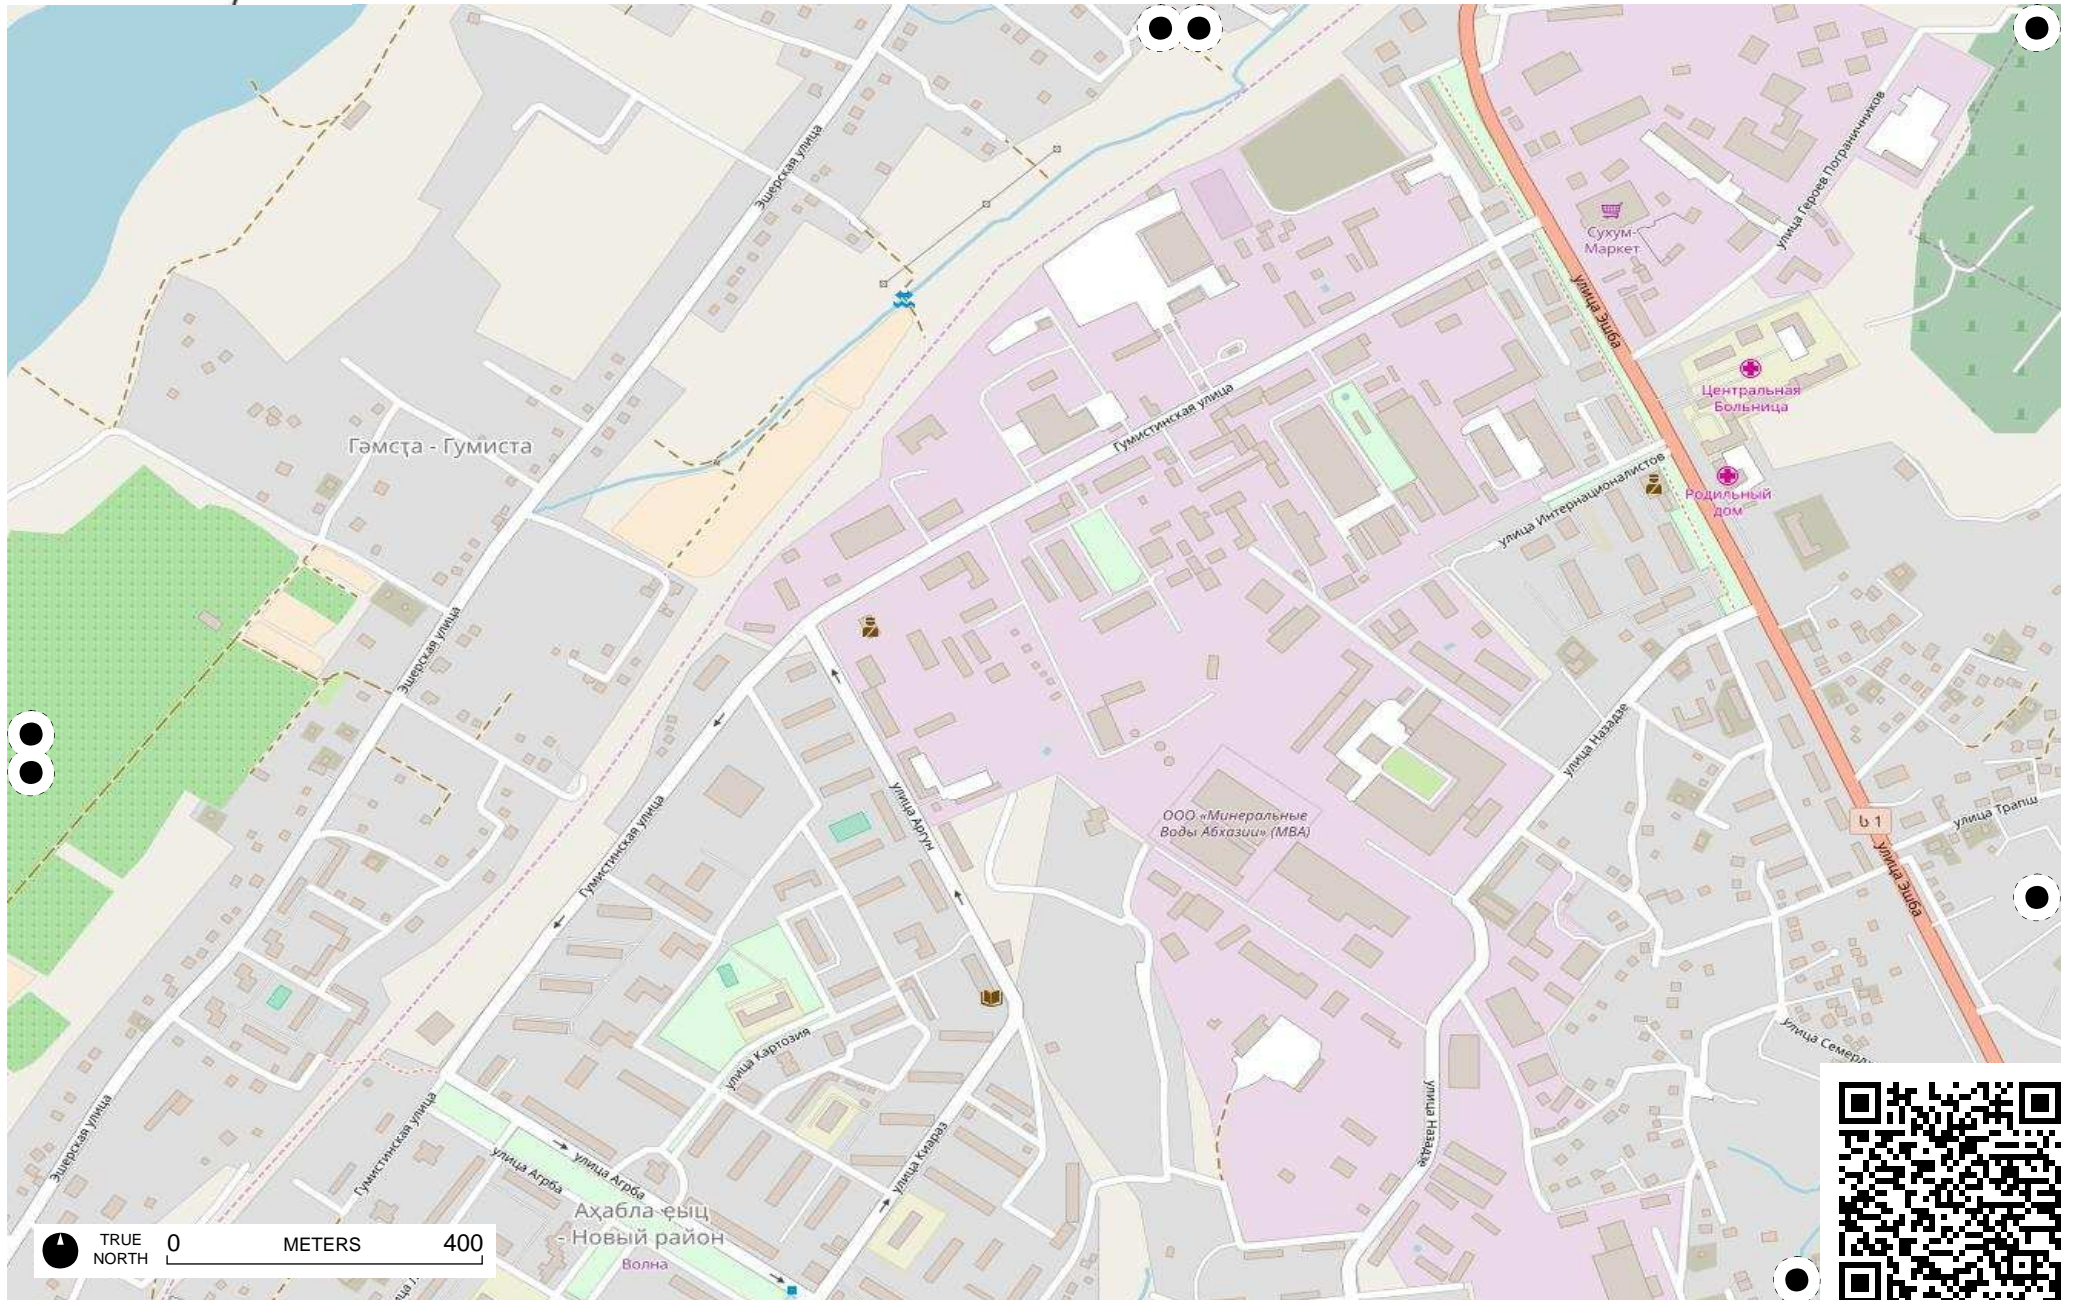 Эшерская улица
улица Героев Пограничников
Сухум-
Маркет
улица Эшба
Центральная
Больница
Гумистинская улица
Гәмсҭа - Гумиста
улица Интернационалистов
Родильный
дом
Эшерская улица
улица Назадзе
улица Аргун
ООО «Минеральные
Воды Абхазии» (МВА)
улица Трапш
ს 1
Гумистинская улица
улица Эшба
улица Картозия
улица Семерд
улица Назадзе
Эшерская улица
Гумистинская улица
улица Киараз
улица Агрба
улица Агрба
Аҳабла ҿыц
- Новый район
Волна
TRUE
NORTH
0 METERS 400